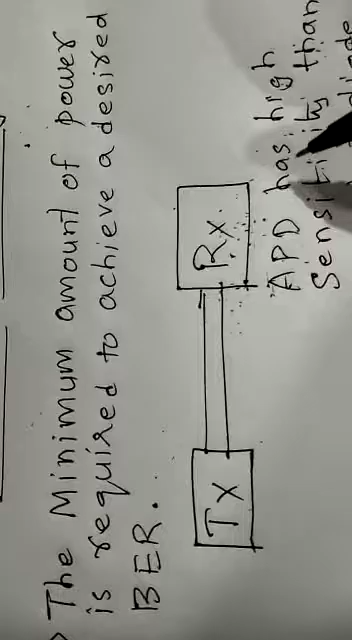 The Minimum amount of power
is required to achieve a desired
BER.
Tx
Rx
APD has high
Sensitivity than